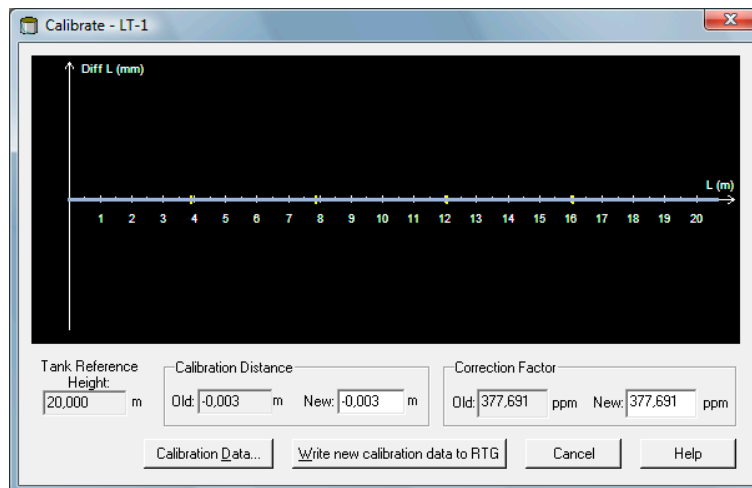 Calibrate - LT-1
Diff L (mm)
L (m)
1 2 3 4 5 6 7 8 9 10 11 12 13 14 15 16 17 18 19 20
Tank Reference Height:
20,000 m
Calibration Distance
Old: -0,003 m New: -0,003 m
Correction Factor
Old: 377,691 ppm New: 377,691 ppm
Calibration Data... Write new calibration data to RTG Cancel Help